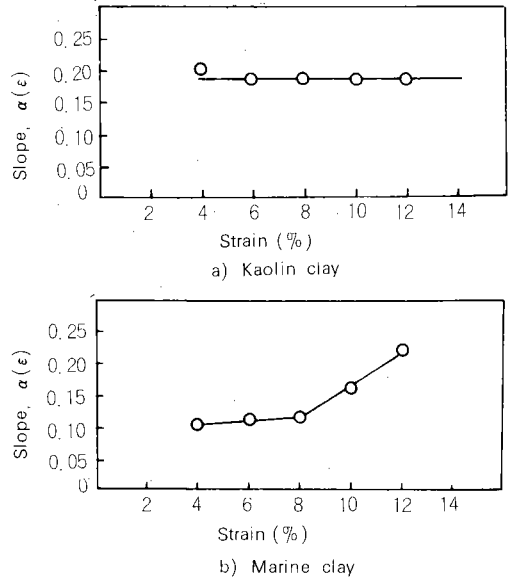 0.25
0.20
0.15
0.10
0.05
0
Slope, α(ε)
2 4 6 8 10 12 14
Strain (%)
a) Kaolin clay
0.25
0.20
0.15
0.10
0.05
0
Slope, α(ε)
2 4 6 8 10 12 14
Strain (%)
b) Marine clay